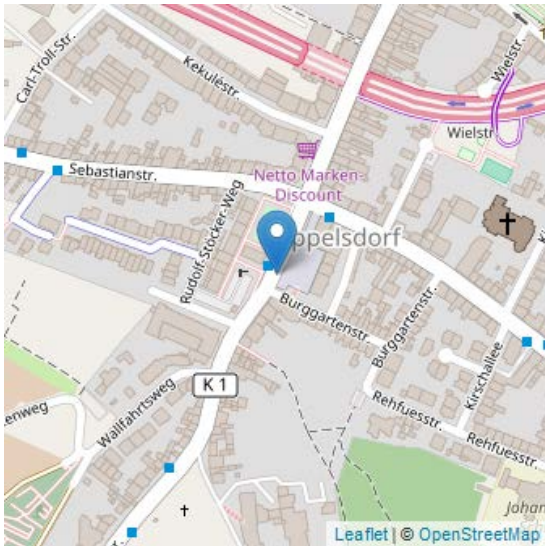 Carl-Troll-Str.
Kekuléstr.
Wielstr.
Wielstr
Sebastianstr.
Netto Marken-
Discount
Rudolf-Stöcker-Weg
ppelsdorf
Burggartenstr.
Burggartenstr.
Kirschallee
K 1
Wallfahrtsweg
enweg
Rehfuesstr.
Rehfuesstr.
Johan
Leaflet | © OpenStreetMap